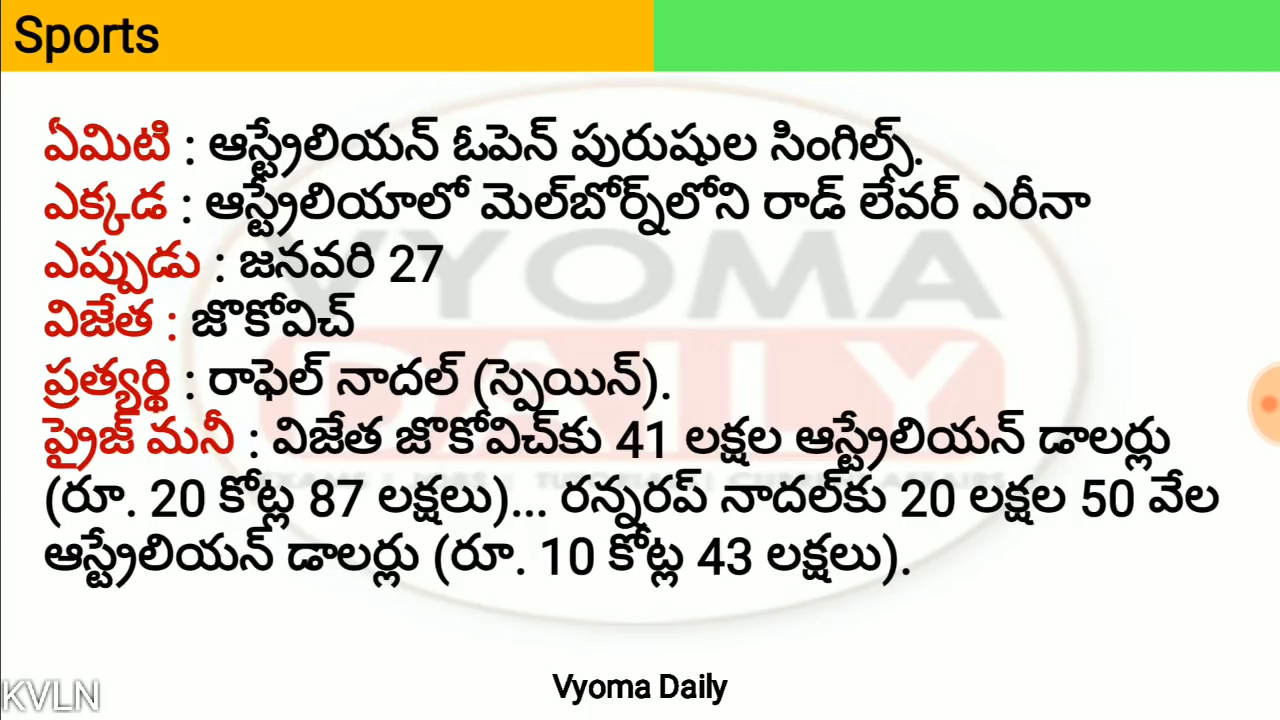 Sports
ఏమిటి : ఆస్ట్రేలియన్ ఓపెన్ పురుషుల సింగిల్స్.
ఎక్కడ : ఆస్ట్రేలియాలో మెల్‌బోర్న్‌లోని రాడ్ లేవర్ ఎరీనా
ఎప్పుడు : జనవరి 27
విజేత : జొకోవిచ్
ప్రత్యర్థి : రాఫెల్ నాదల్ (స్పెయిన్).
ప్రైజ్ మనీ : విజేత జొకోవిచ్‌కు 41 లక్షల ఆస్ట్రేలియన్ డాలర్లు
(రూ. 20 కోట్ల 87 లక్షలు)... రన్నరప్ నాదల్‌కు 20 లక్షల 50 వేల
ఆస్ట్రేలియన్ డాలర్లు (రూ. 10 కోట్ల 43 లక్షలు).
VYOMA
DAILY
Vyoma Daily
KVLN